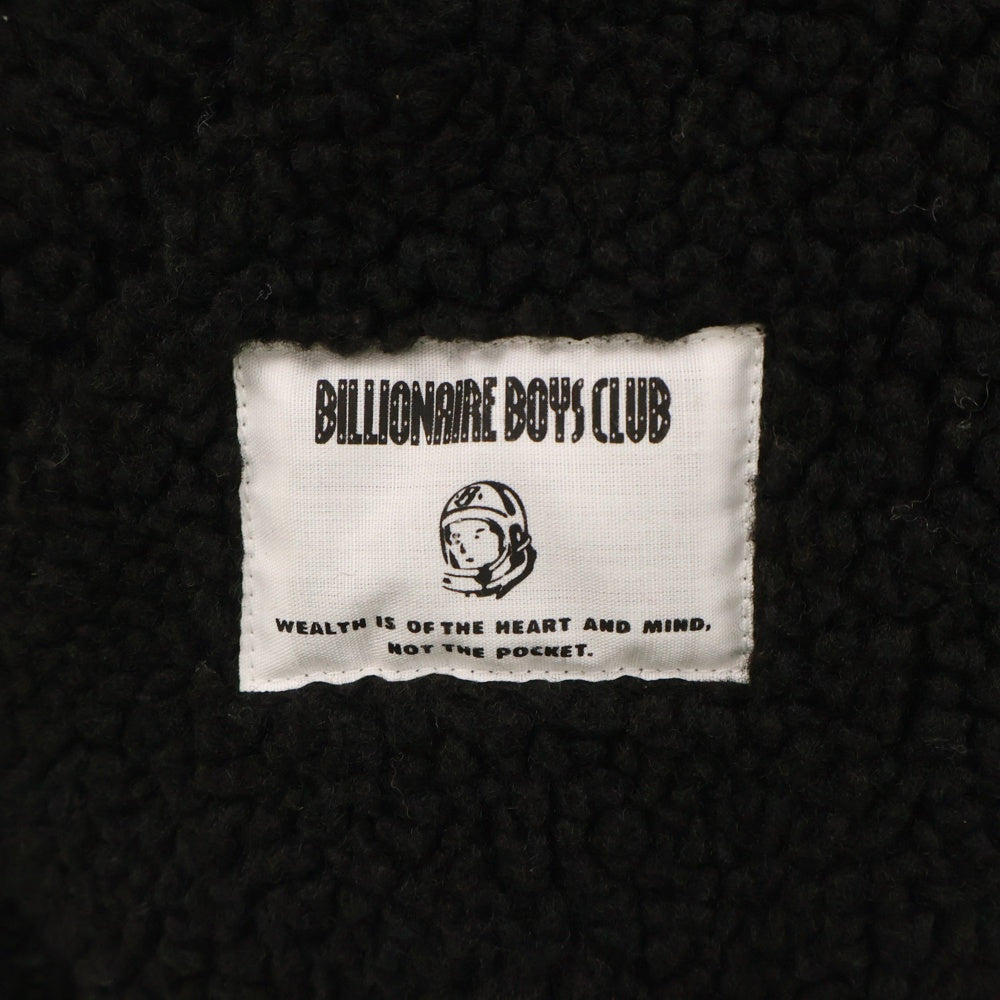 BILLIONAIRE BOYS CLUB
WEALTH IS OF THE HEART AND MIND,
NOT THE POCKET.